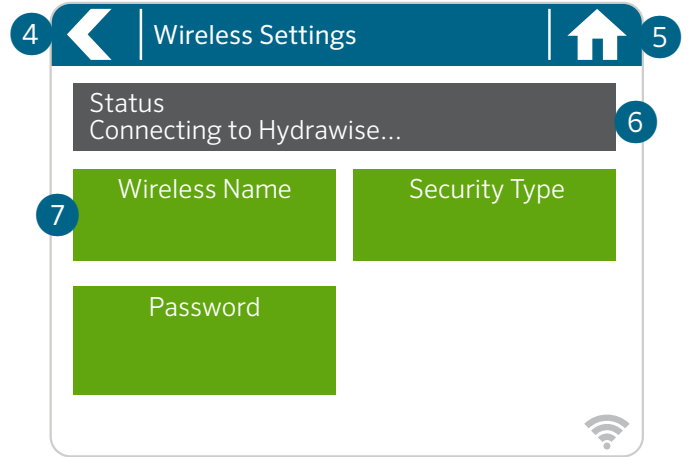 4
Wireless Settings
5
Status
Connecting to Hydrawise...
6
7
Wireless Name
Security Type
Password